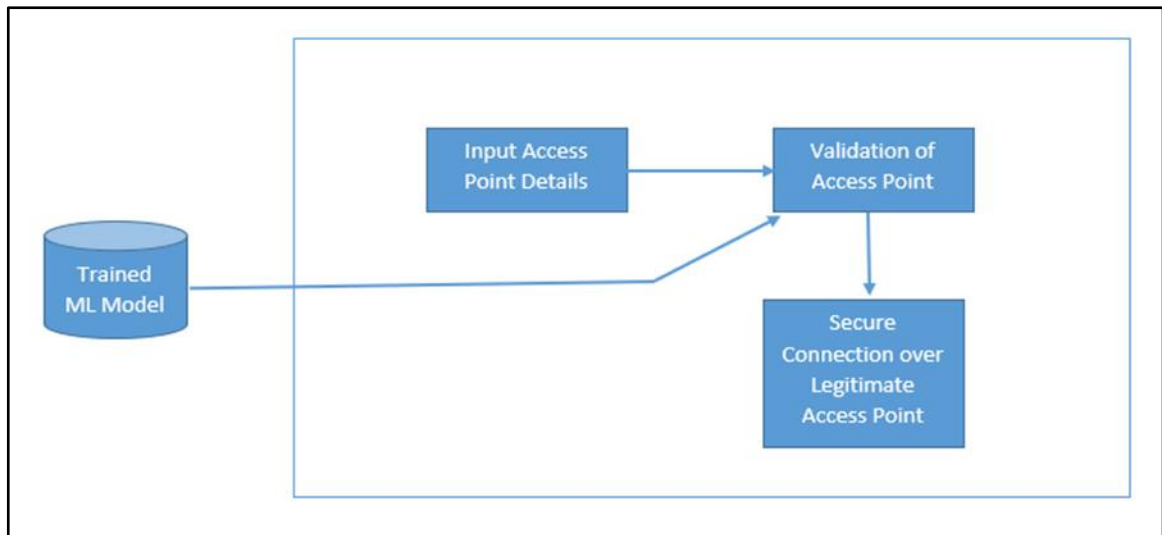 Input Access
Point Details
Validation of
Access Point
Trained
ML Model
Secure
Connection over
Legitimate
Access Point